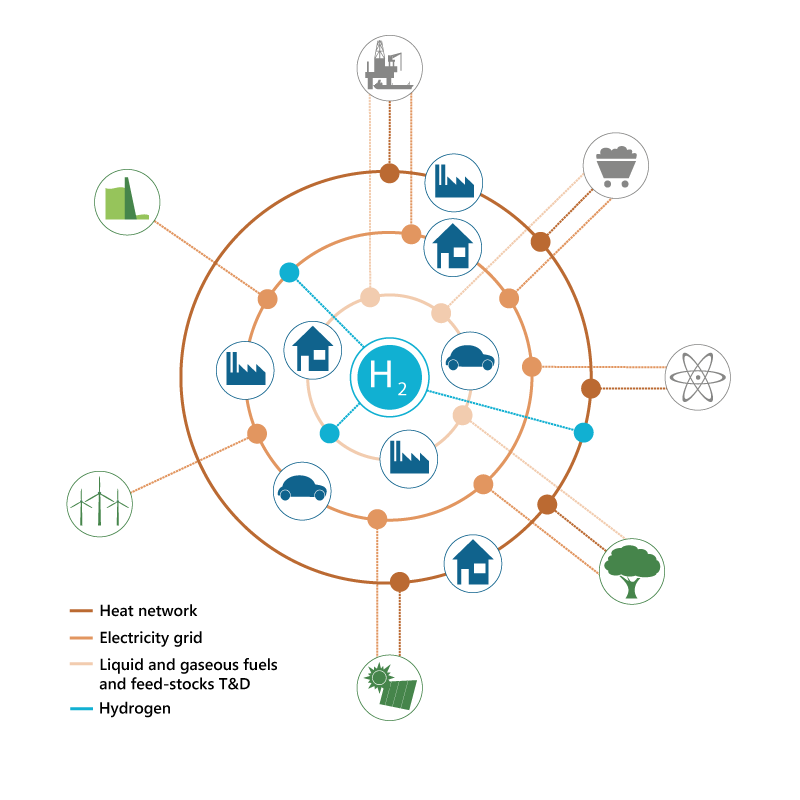 H2
Heat network
Electricity grid
Liquid and gaseous fuels
and feed-stocks T&D
Hydrogen